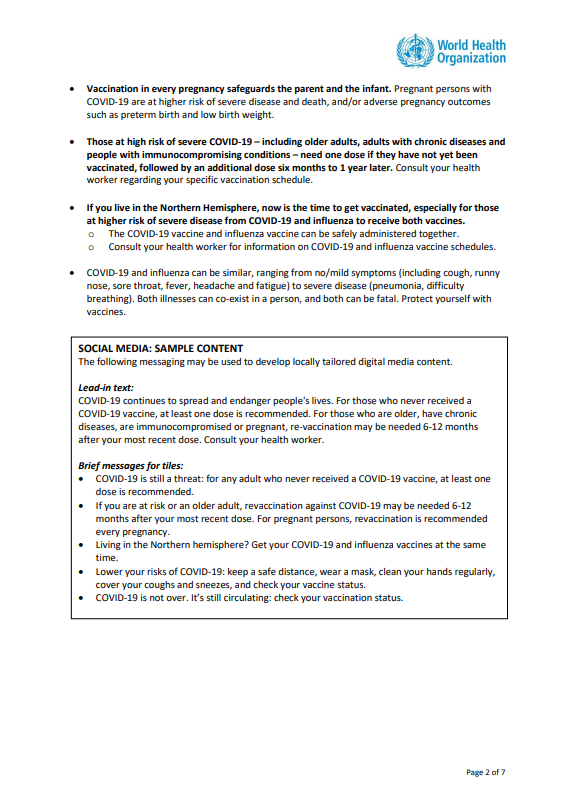 World Health
Organization
• Vaccination in every pregnancy safeguards the parent and the infant. Pregnant persons with
COVID-19 are at higher risk of severe disease and death, and/or adverse pregnancy outcomes
such as preterm birth and low birth weight.
• Those at high risk of severe COVID-19 – including older adults, adults with chronic diseases and
people with immunocompromising conditions – need one dose if they have not yet been
vaccinated, followed by an additional dose six months to 1 year later. Consult your health
worker regarding your specific vaccination schedule.
• If you live in the Northern Hemisphere, now is the time to get vaccinated, especially for those
at higher risk of severe disease from COVID-19 and influenza to receive both vaccines.
o The COVID-19 vaccine and influenza vaccine can be safely administered together.
o Consult your health worker for information on COVID-19 and influenza vaccine schedules.
• COVID-19 and influenza can be similar, ranging from no/mild symptoms (including cough, runny
nose, sore throat, fever, headache and fatigue) to severe disease (pneumonia, difficulty
breathing). Both illnesses can co-exist in a person, and both can be fatal. Protect yourself with
vaccines.
SOCIAL MEDIA: SAMPLE CONTENT
The following messaging may be used to develop locally tailored digital media content.
Lead-in text:
COVID-19 continues to spread and endanger people's lives. For those who never received a
COVID-19 vaccine, at least one dose is recommended. For those who are older, have chronic
diseases, are immunocompromised or pregnant, re-vaccination may be needed 6-12 months
after your most recent dose. Consult your health worker.
Brief messages for tiles:
• COVID-19 is still a threat: for any adult who never received a COVID-19 vaccine, at least one
dose is recommended.
• If you are at risk or an older adult, revaccination against COVID-19 may be needed 6-12
months after your most recent dose. For pregnant persons, revaccination is recommended
every pregnancy.
• Living in the Northern hemisphere? Get your COVID-19 and influenza vaccines at the same
time.
• Lower your risks of COVID-19: keep a safe distance, wear a mask, clean your hands regularly,
cover your coughs and sneezes, and check your vaccine status.
• COVID-19 is not over. It's still circulating: check your vaccination status.
Page 2 of 7